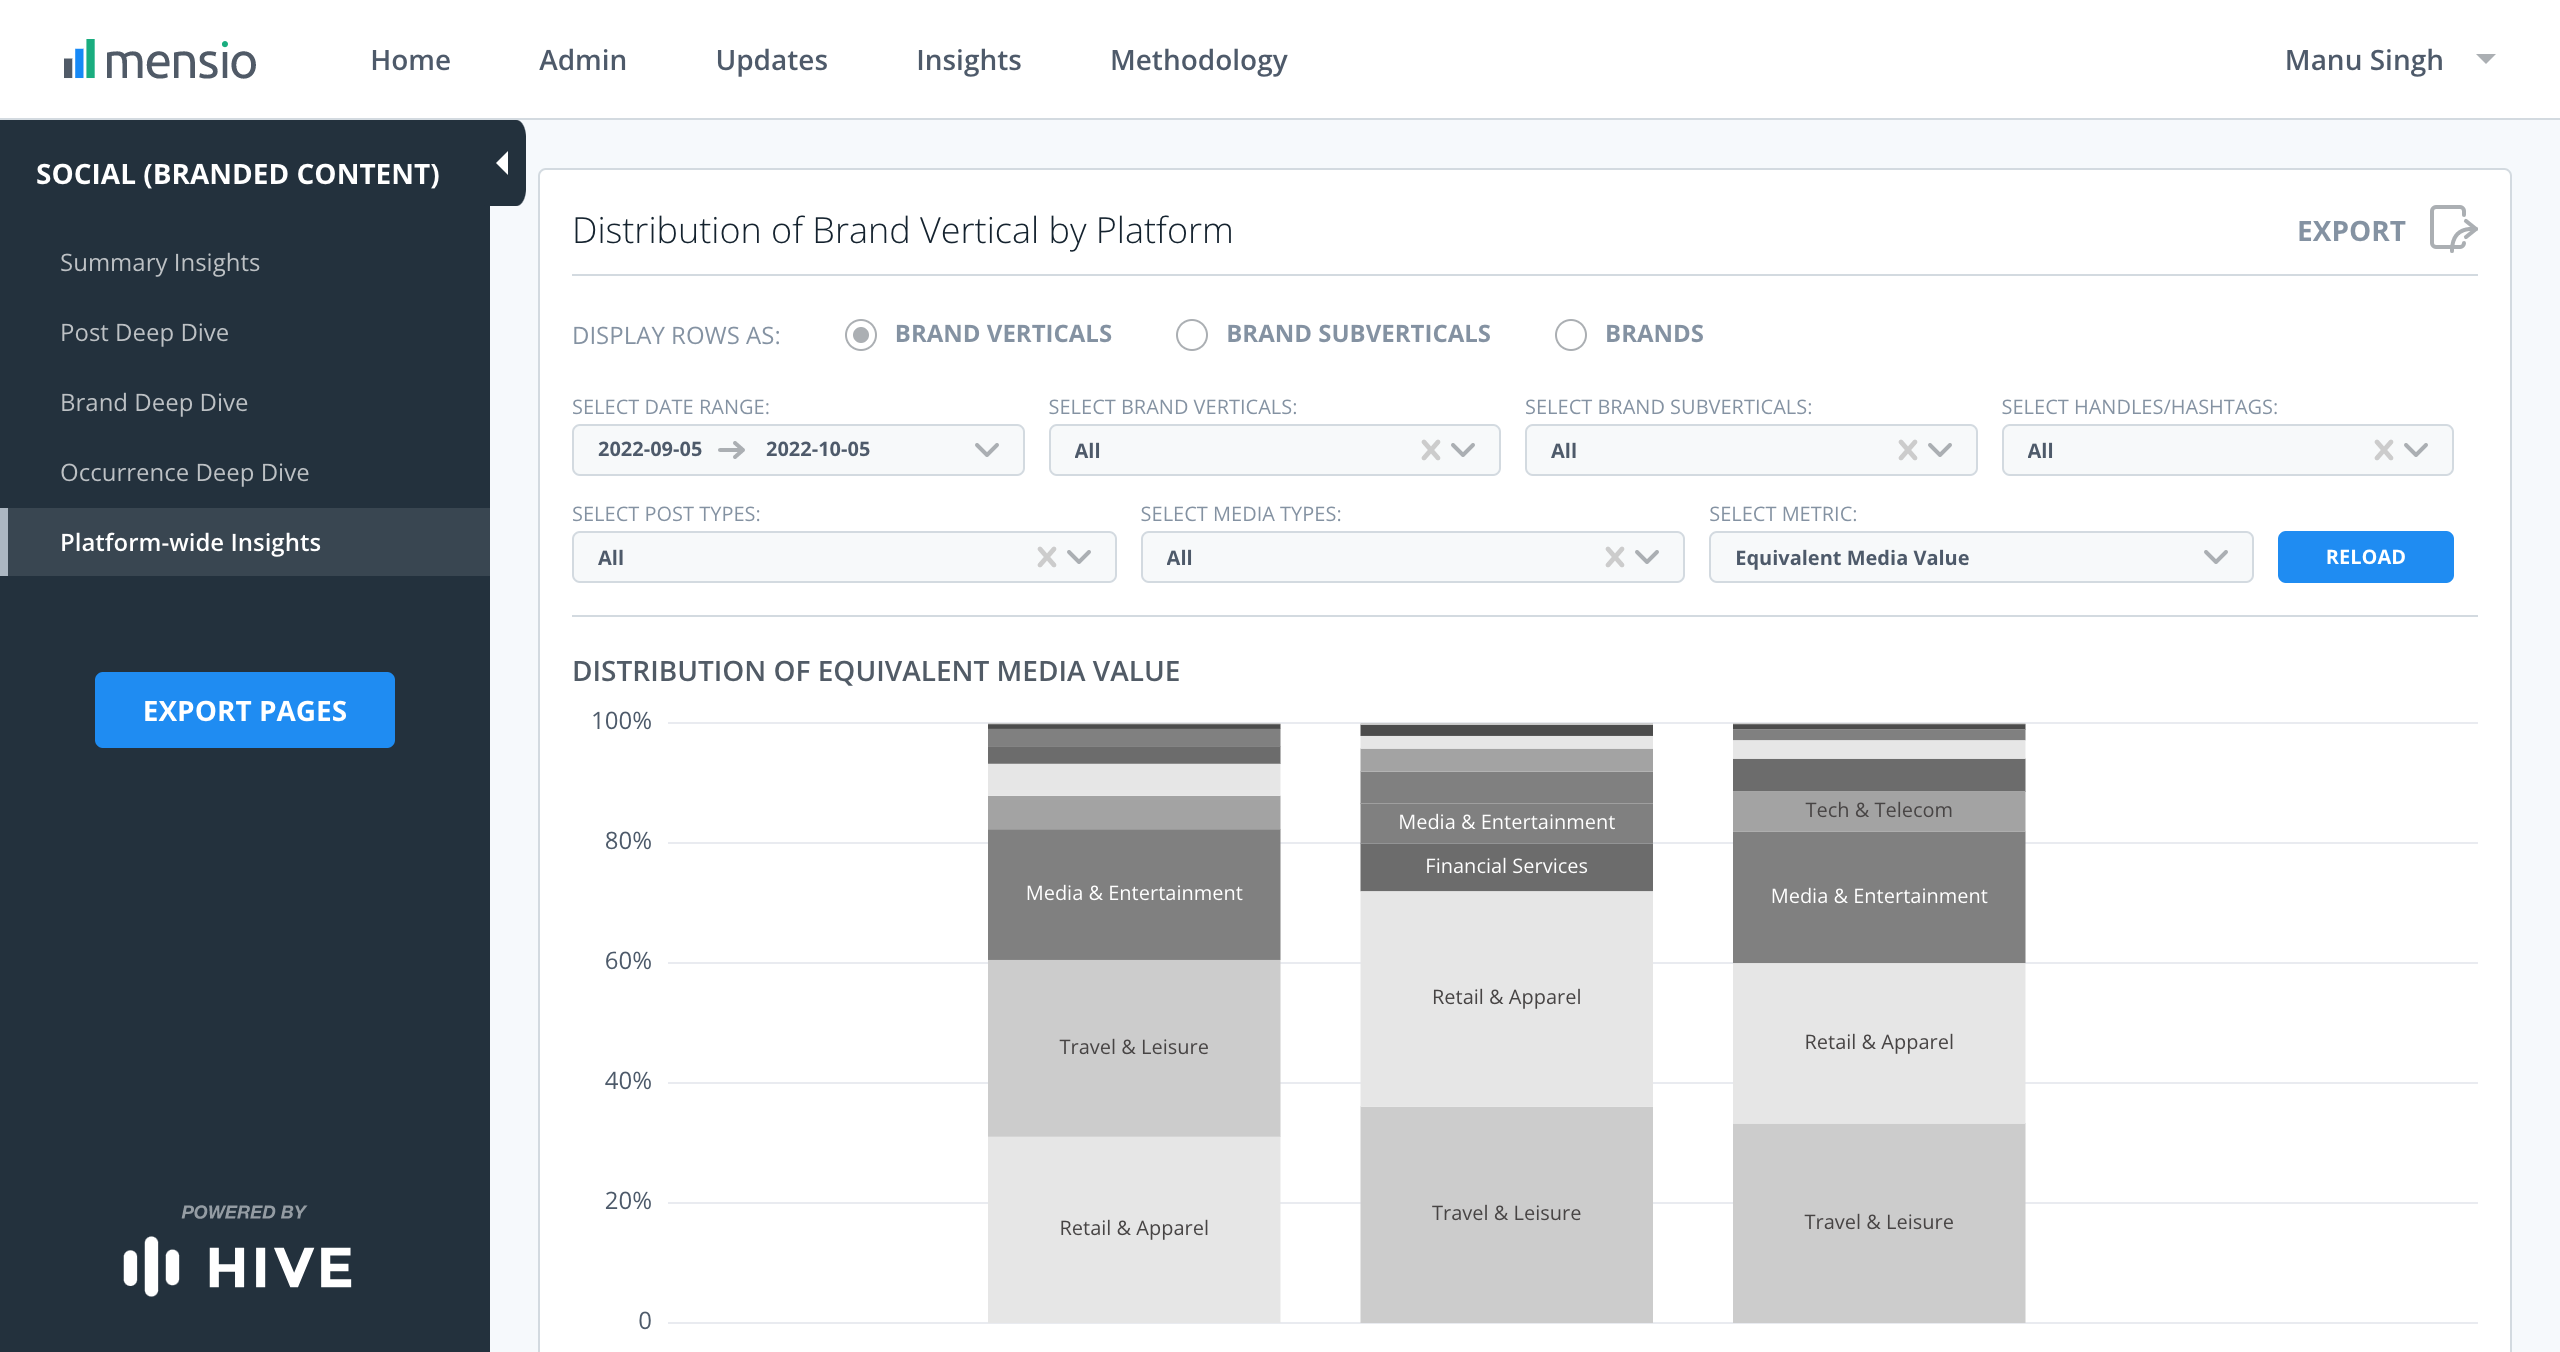 mensio
Home Admin Updates Insights Methodology Manu Singh
SOCIAL (BRANDED CONTENT)
Summary Insights
Post Deep Dive
Brand Deep Dive
Occurrence Deep Dive
Platform-wide Insights
EXPORT PAGES
POWERED BY
HIVE
Distribution of Brand Vertical by Platform
EXPORT
DISPLAY ROWS AS: BRAND VERTICALS BRAND SUBVERTICALS BRANDS
SELECT DATE RANGE: SELECT BRAND VERTICALS: SELECT BRAND SUBVERTICALS: SELECT HANDLES/HASHTAGS:
2022-09-05 → 2022-10-05 All All All
SELECT POST TYPES: SELECT MEDIA TYPES: SELECT METRIC:
All All Equivalent Media Value RELOAD
DISTRIBUTION OF EQUIVALENT MEDIA VALUE
100%
80%
60%
40%
20%
0
Media & Entertainment
Travel & Leisure
Retail & Apparel
Media & Entertainment
Financial Services
Retail & Apparel
Travel & Leisure
Tech & Telecom
Media & Entertainment
Retail & Apparel
Travel & Leisure